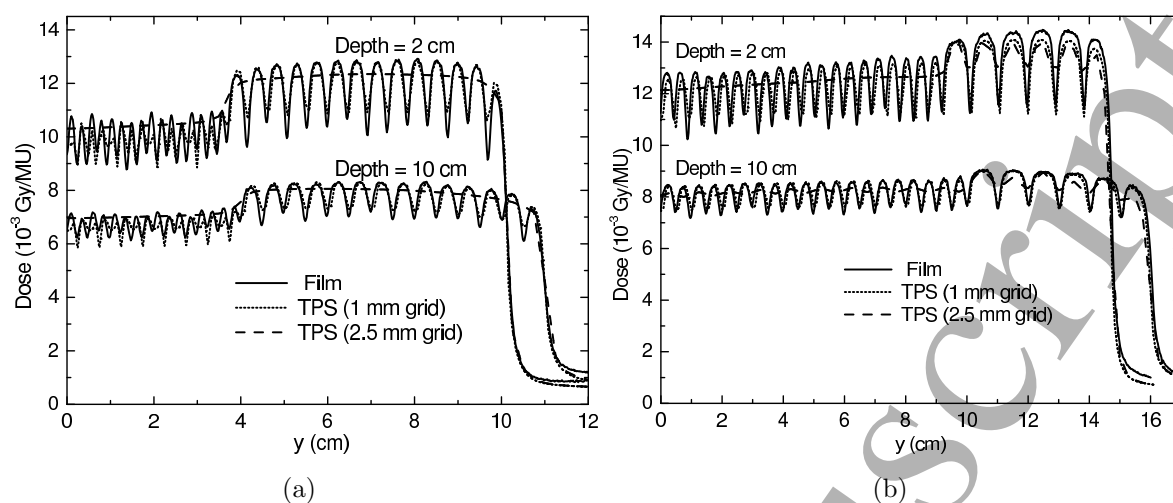 14
12
10
8
6
4
2
0
Dose (10⁻³ Gy/MU)
Depth = 2 cm
Depth = 10 cm
Film
TPS (1 mm grid)
TPS (2.5 mm grid)
0 2 4 6 8 10 12
y (cm)
(a)
14
12
10
8
6
4
2
0
Dose (10⁻³ Gy/MU)
Depth = 2 cm
Depth = 10 cm
Film
TPS (1 mm grid)
TPS (2.5 mm grid)
0 2 4 6 8 10 12 14 16
y (cm)
(b)
script